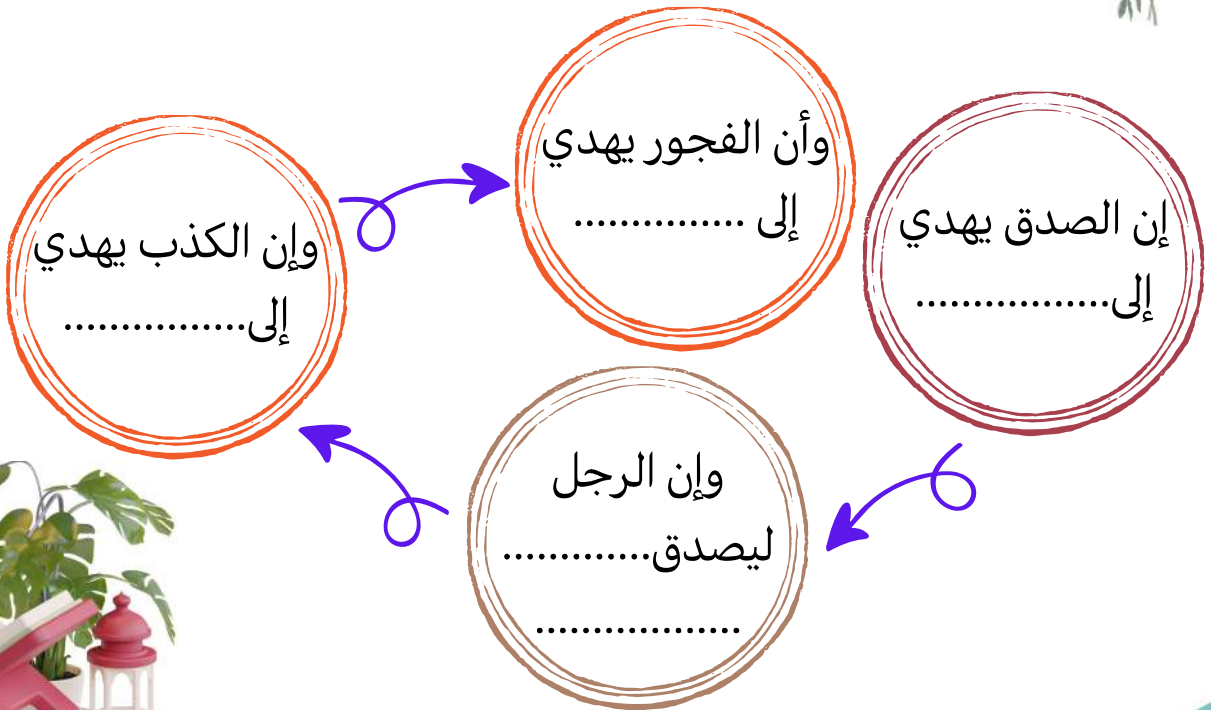 إن الصدق يهدي
إلى.................
وإن الرجل
ليصدق.............
..................
وإن الكذب يهدي
إلى................
وأن الفجور يهدي
إلى ...............